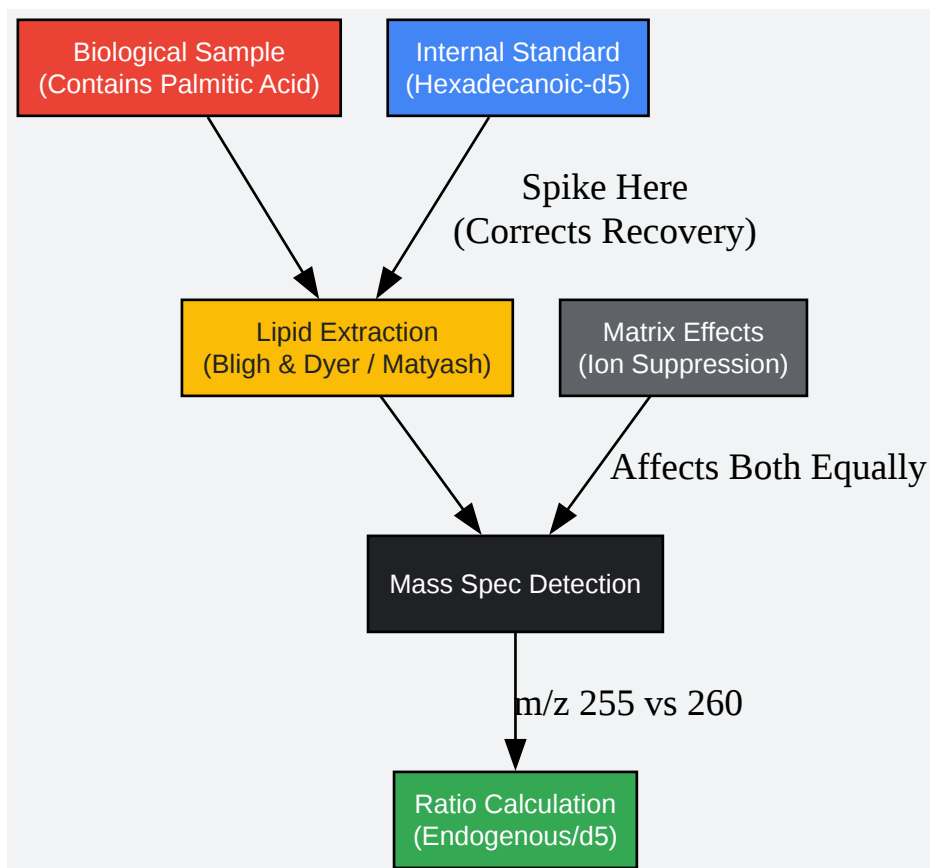 Biological Sample
(Contains Palmitic Acid)
Internal Standard
(Hexadecanoic-d5)
Spike Here
(Corrects Recovery)
Lipid Extraction
(Bligh & Dyer / Matyash)
Matrix Effects
(Ion Suppression)
Affects Both Equally
Mass Spec Detection
m/z 255 vs 260
Ratio Calculation
(Endogenous/d5)